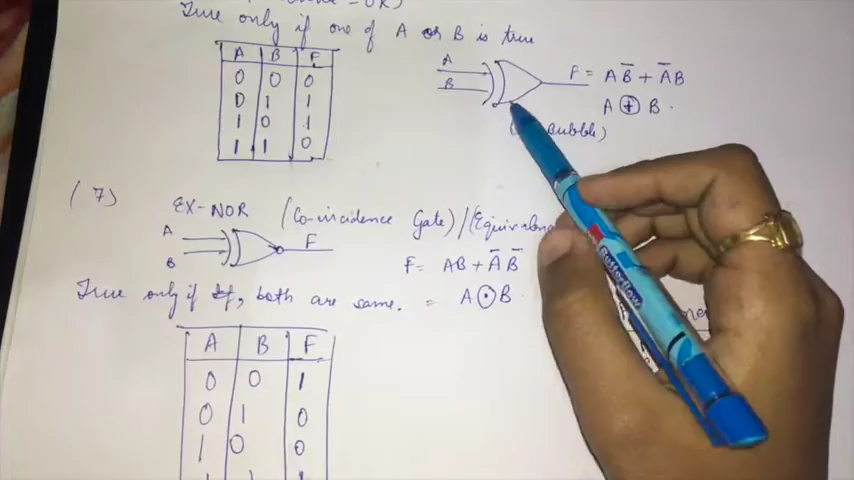 True only if one of A or B is true
A B F
0 0 0
0 1 1
1 0 1
1 1 0
A
B
F = AB̅ + A̅B
A ⊕ B .
Bubble)
(7) EX-NOR (Co-incidence Gate)/(Equivalen
A
B
F
F = AB + A̅ B̅
True only if, both are same. = A ⊙ B
A B F
0 0 1
0 1 0
1 0 0
Butterflow